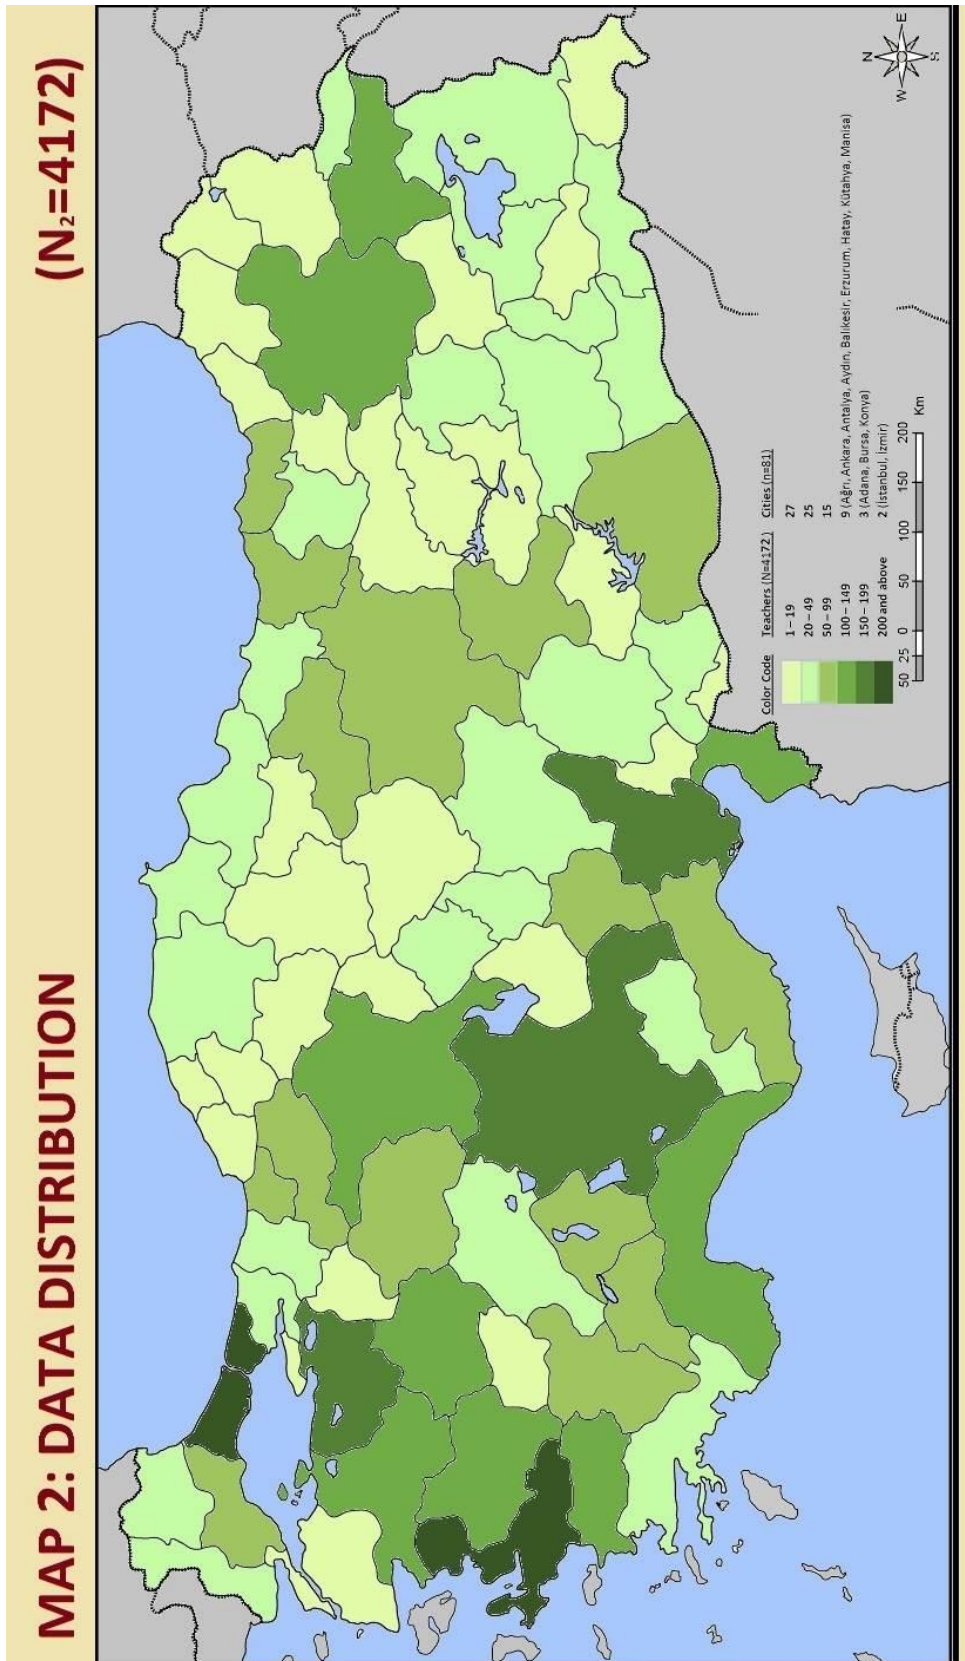 MAP 2: DATA DISTRIBUTION (N₂=4172)
N
W E
S
Color Code Teachers (N=4172) Cities (n=81)
1 – 19 27
20 – 49 25
50 – 99 15
100 – 149 9 (Ağrı, Ankara, Antalya, Aydın, Balıkesir, Erzurum, Hatay, Kütahya, Manisa)
150 – 199 3 (Adana, Bursa, Konya)
200 and above 2 (İstanbul, İzmir)
50 25 0 50 100 150 200 Km